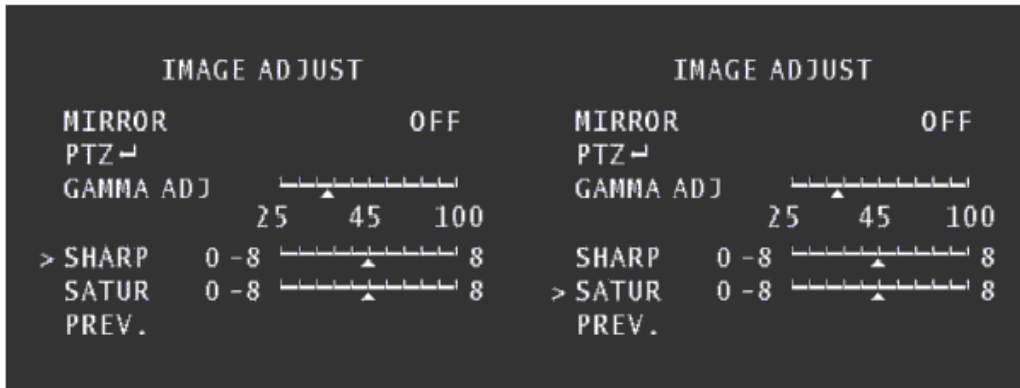 IMAGE ADJUST
MIRROR OFF
PTZ↵
GAMMA ADJ
25 45 100
> SHARP 0 -8 8
SATUR 0 -8 8
PREV.
IMAGE ADJUST
MIRROR OFF
PTZ↵
GAMMA ADJ
25 45 100
SHARP 0 -8 8
> SATUR 0 -8 8
PREV.